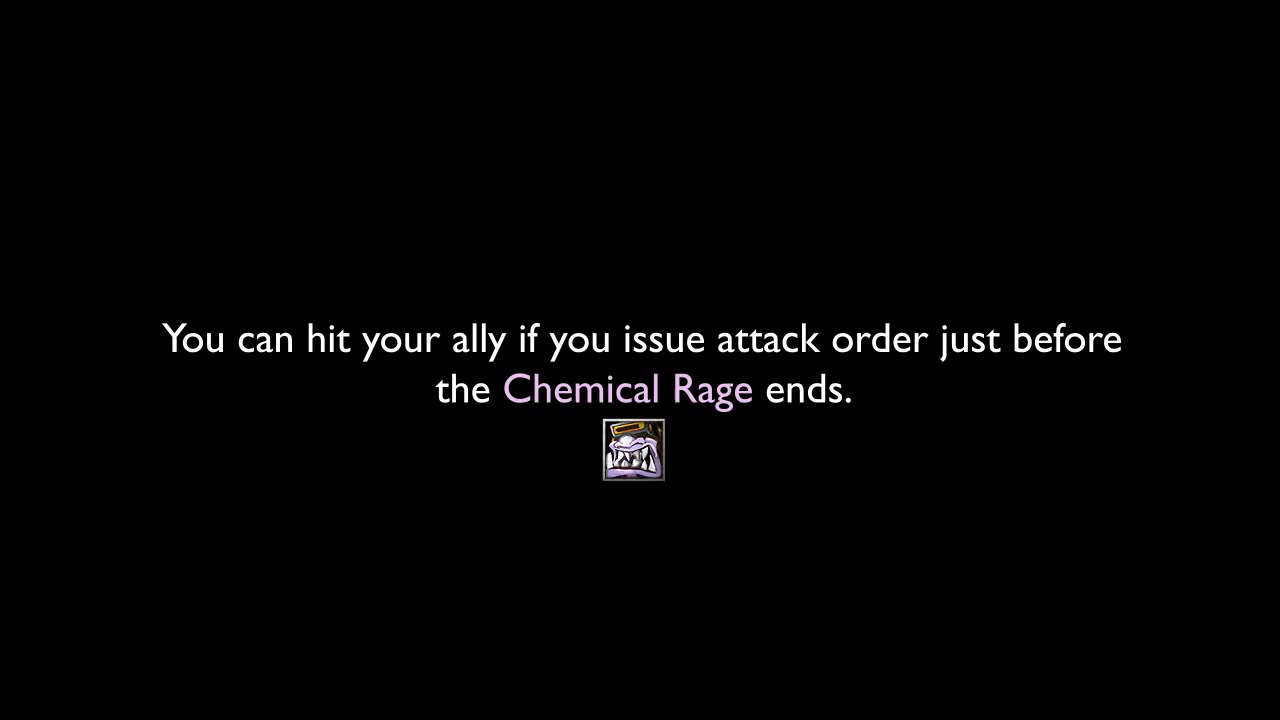 You can hit your ally if you issue attack order just before
the Chemical Rage ends.